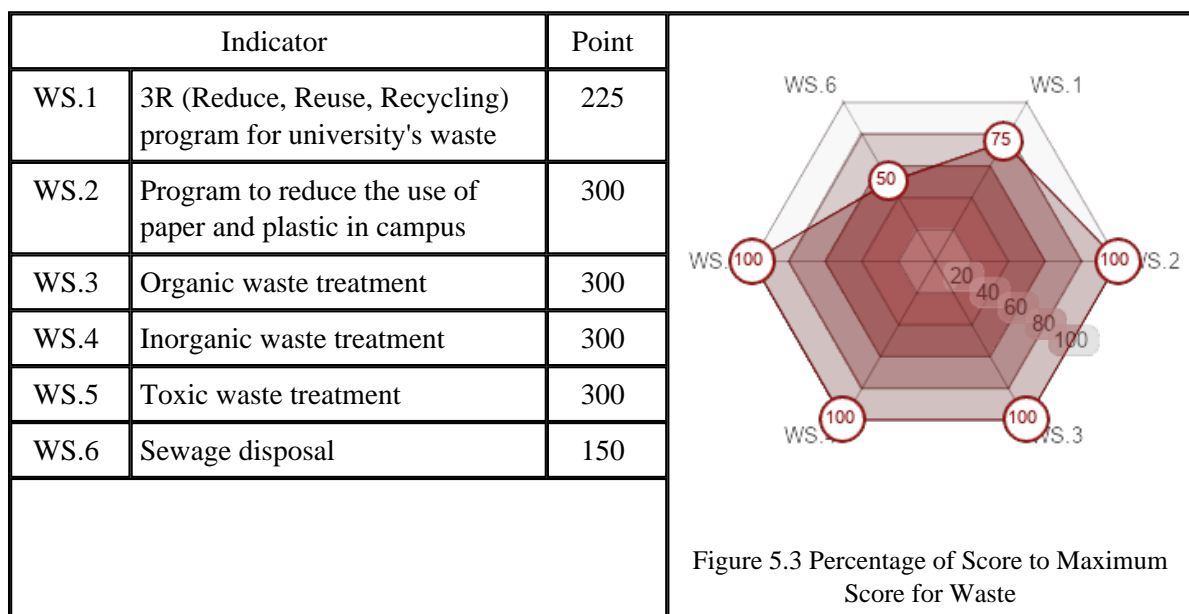 Indicator Point
WS.1 3R (Reduce, Reuse, Recycling) 225
program for university's waste
WS.2 Program to reduce the use of 300
paper and plastic in campus
WS.3 Organic waste treatment 300
WS.4 Inorganic waste treatment 300
WS.5 Toxic waste treatment 300
WS.6 Sewage disposal 150
WS.6 WS.1
75
50
WS. 100 100 /S.2
20
40
60
80
100
WS. 100 100 S.3
Figure 5.3 Percentage of Score to Maximum
Score for Waste